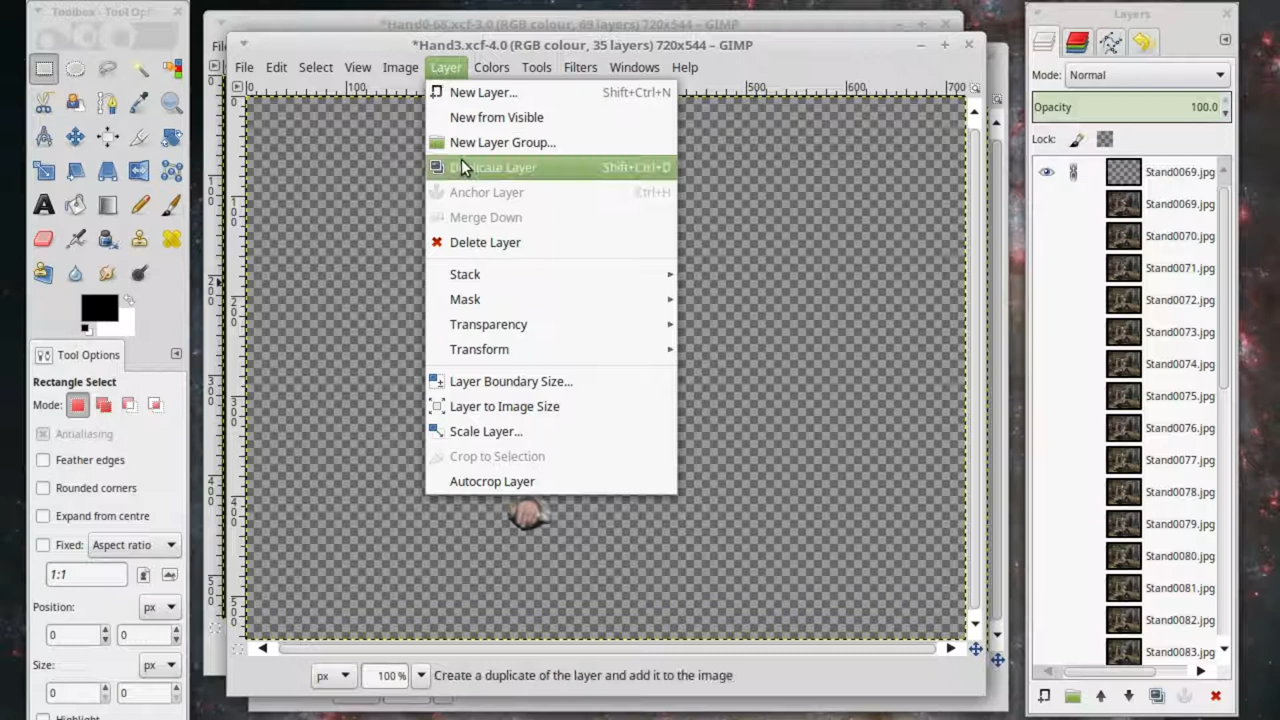 Toolbox - Tool Opti
*Hand0-68.xcf-3.0 (RGB colour, 69 layers) 720x544 – GIMP
*Hand3.xcf-4.0 (RGB colour, 35 layers) 720x544 – GIMP
File Edit Select View Image Layer Colors Tools Filters Windows Help
0 100 500 600 700
New Layer... Shift+Ctrl+N
New from Visible
New Layer Group...
Duplicate Layer Shift+Ctrl+D
Anchor Layer Ctrl+H
Merge Down
Delete Layer
Stack
Mask
Transparency
Transform
Layer Boundary Size...
Layer to Image Size
Scale Layer...
Crop to Selection
Autocrop Layer
px 100 % Create a duplicate of the layer and add it to the image
Tool Options
Rectangle Select
Mode:
Antialiasing
Feather edges
Rounded corners
Expand from centre
Fixed: Aspect ratio
1:1
Position: px
0 0
Size: px
0 0
Highlight
Layers
Mode: Normal
Opacity 100.0
Lock:
Stand0069.jpg
Stand0069.jpg
Stand0070.jpg
Stand0071.jpg
Stand0072.jpg
Stand0073.jpg
Stand0074.jpg
Stand0075.jpg
Stand0076.jpg
Stand0077.jpg
Stand0078.jpg
Stand0079.jpg
Stand0080.jpg
Stand0081.jpg
Stand0082.jpg
Stand0083.jpg